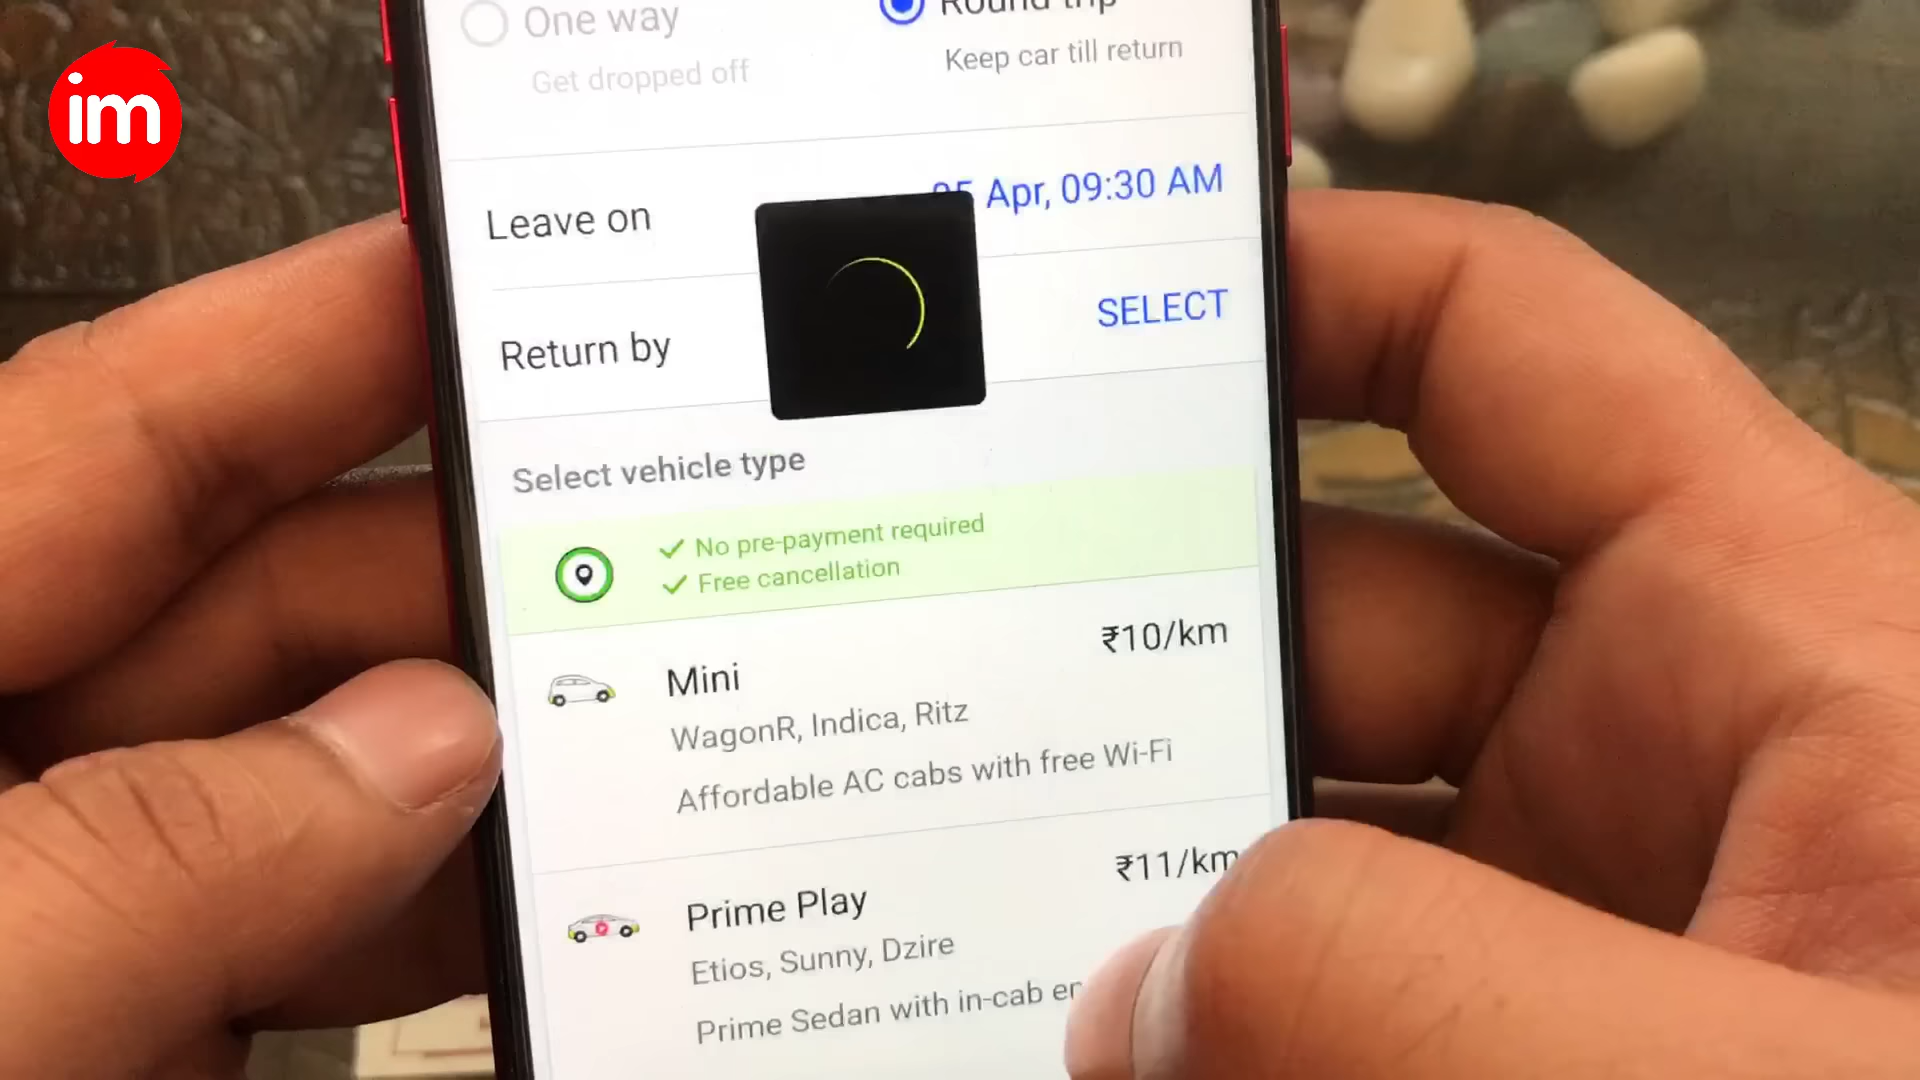 im
One way
Round trip
Get dropped off
Keep car till return
Leave on
Apr, 09:30 AM
Return by
SELECT
Select vehicle type
No pre-payment required
Free cancellation
Mini
₹10/km
WagonR, Indica, Ritz
Affordable AC cabs with free Wi-Fi
Prime Play
₹11/km
Etios, Sunny, Dzire
Prime Sedan with in-cab